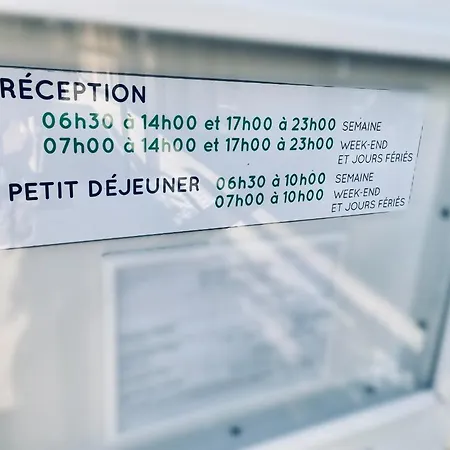 RÉCEPTION
06h30 à 14h00 et 17h00 à 23h00 SEMAINE
07h00 à 14h00 et 17h00 à 23h00 WEEK-END
ET JOURS FÉRIÉS
PETIT DÉJEUNER 06h30 à 10h00 SEMAINE
07h00 à 10h00 WEEK-END
ET JOURS FÉRIÉS